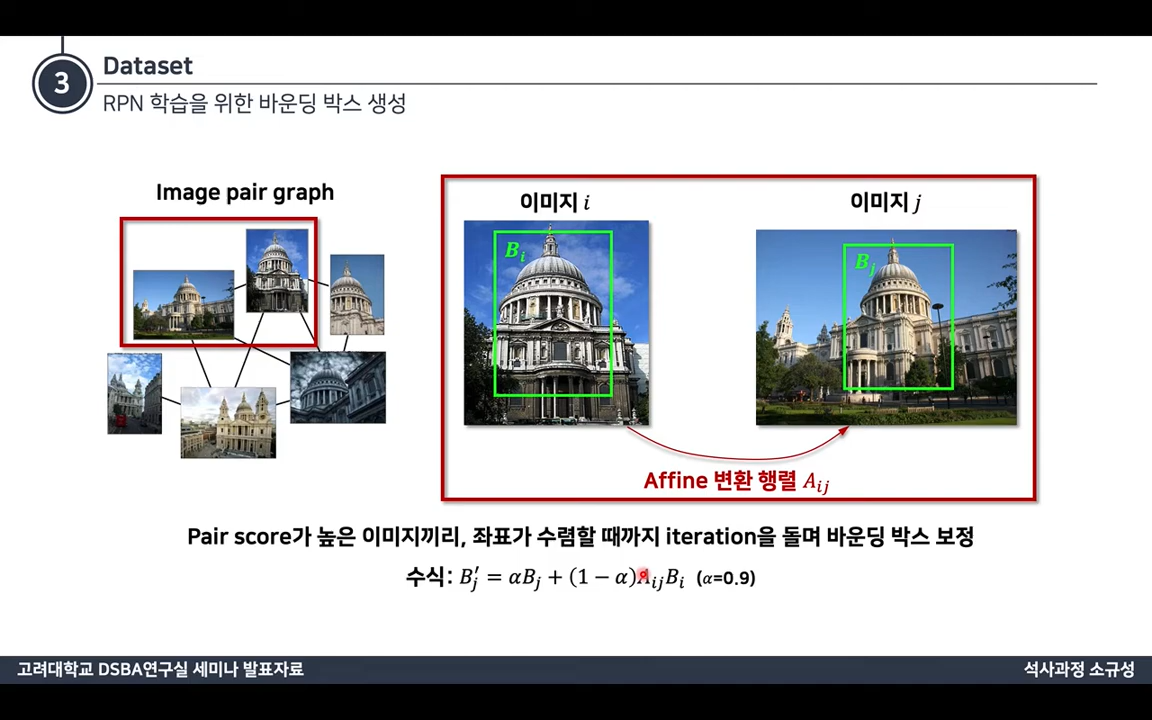 3
Dataset
RPN 학습을 위한 바운딩 박스 생성
Image pair graph
이미지 i
이미지 j
B_i
B_j
Affine 변환 행렬 A_ij
Pair score가 높은 이미지끼리, 좌표가 수렴할 때까지 iteration을 돌며 바운딩 박스 보정
수식: B′_j = αB_j + (1 − α)A_ijB_i (α=0.9)
고려대학교 DSBA연구실 세미나 발표자료
석사과정 소규성